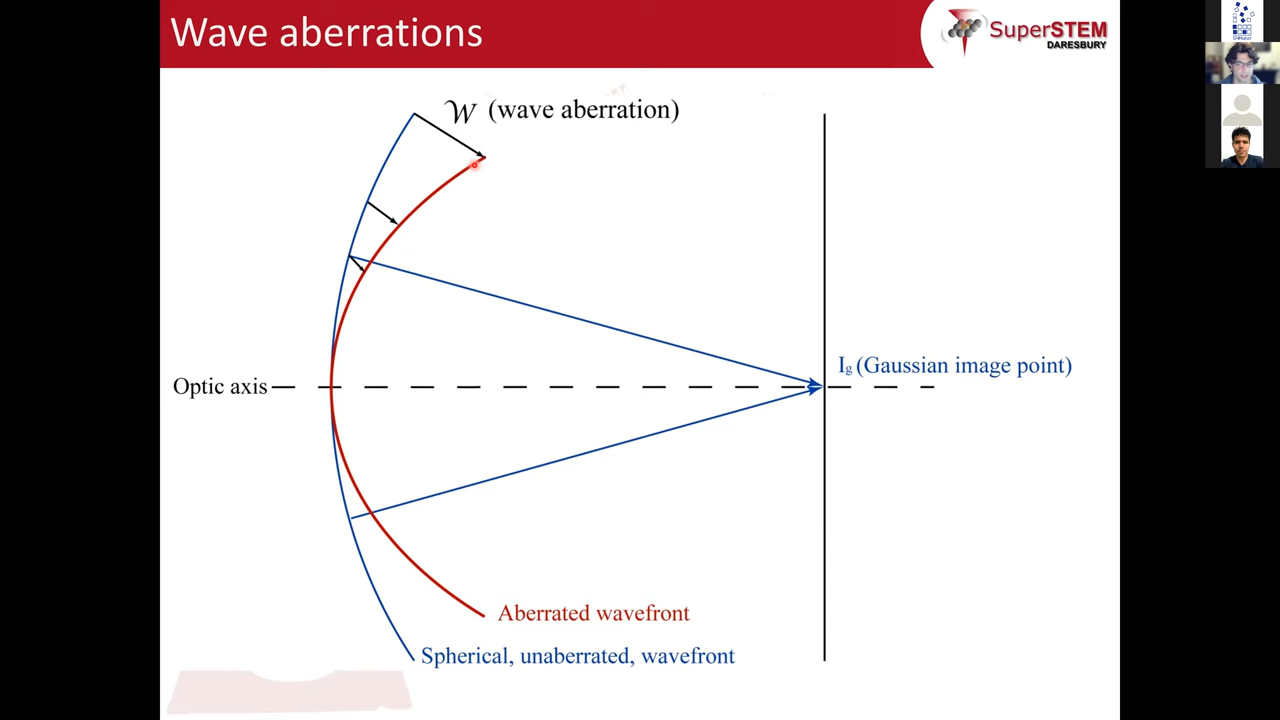 Wave aberrations
SuperSTEM
DARESBURY
W (wave aberration)
Ig (Gaussian image point)
Optic axis
Aberrated wavefront
Spherical, unaberrated, wavefront